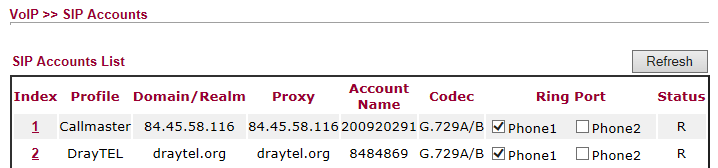 VoIP >> SIP Accounts
SIP Accounts List
Refresh
Index Profile Domain/Realm Proxy Account Name Codec Ring Port Status
1 Callmaster 84.45.58.116 84.45.58.116 200920291 G.729A/B Phone1 Phone2 R
2 DrayTEL draytel.org draytel.org 8484869 G.729A/B Phone1 Phone2 R